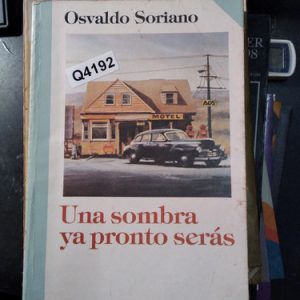 Osvaldo Soriano
Q4192
MOTEL
Una sombra
ya pronto serás